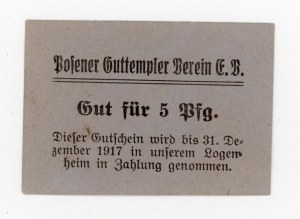 Posener Guttempler Verein E. V.
Gut für 5 Pfg.
Dieser Gutschein wird bis 31. De-
zember 1917 in unserem Logen-
heim in Zahlung genommen.